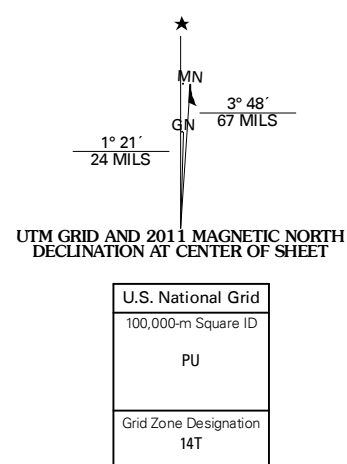 ★
MN
3° 48´
67 MILS
GN
1° 21´
24 MILS
UTM GRID AND 2011 MAGNETIC NORTH
DECLINATION AT CENTER OF SHEET
U.S. National Grid
100,000-m Square ID
PU
Grid Zone Designation
14T